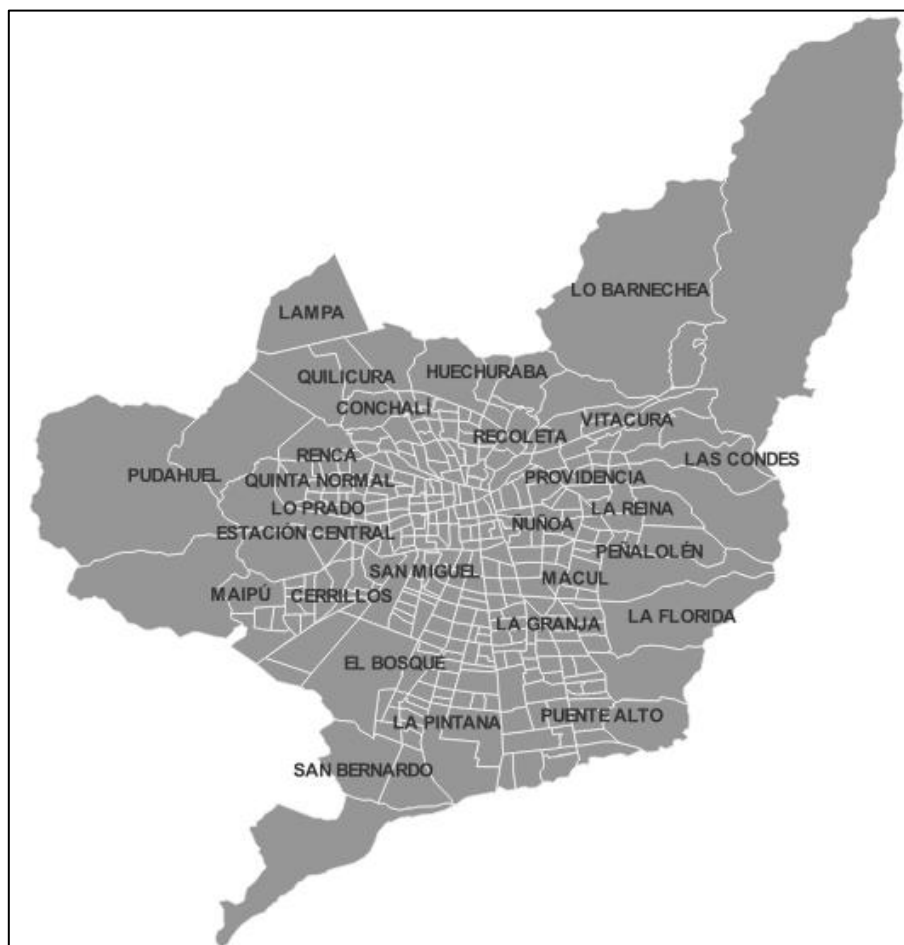 LO BARNECHEA
LAMPA
HUECHURABA
QUILICURA
CONCHALÍ
VITACURA
RECOLETA
RENCA
LAS CONDES
PUDAHUEL
QUINTA NORMAL
PROVIDENCIA
LO PRADO
LA REINA
ÑUÑOA
ESTACIÓN CENTRAL
PEÑALOLÉN
SAN MIGUEL
MACUL
MAIPÚ
CERRILLOS
LA FLORIDA
LA GRANJA
EL BOSQUE
PUENTE ALTO
LA PINTANA
SAN BERNARDO